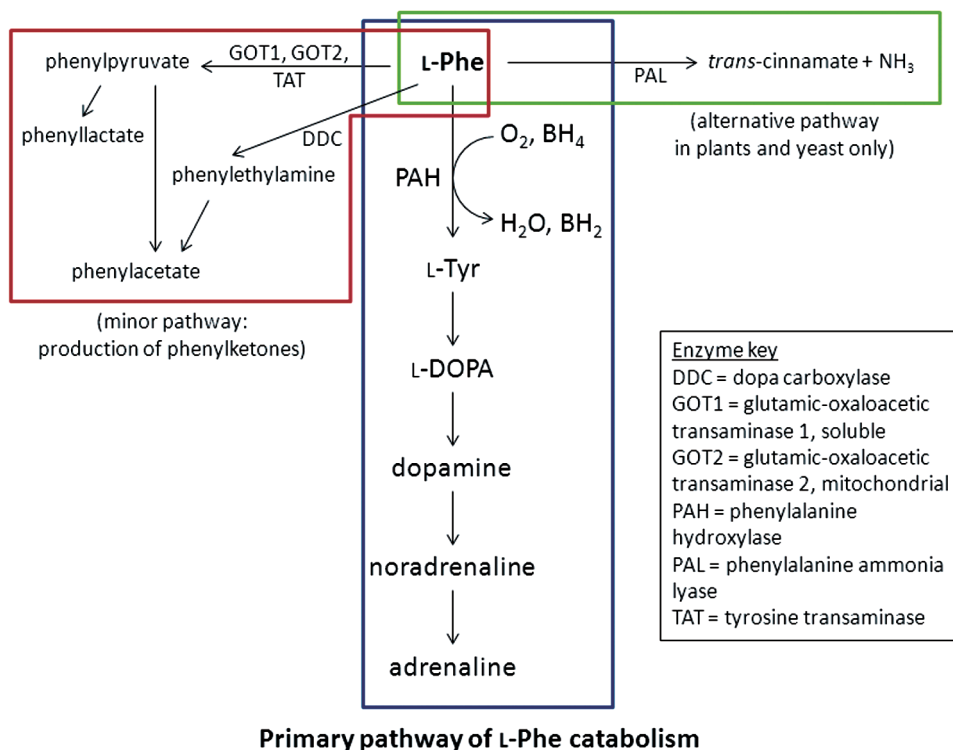 phenylpyruvate
GOT1, GOT2,
TAT
L-Phe
PAL
trans-cinnamate + NH₃
phenyllactate
DDC
phenylethylamine
phenylacetate
(minor pathway:
production of phenylketones)
(alternative pathway
in plants and yeast only)
O₂, BH₄
PAH
H₂O, BH₂
L-Tyr
L-DOPA
dopamine
noradrenaline
adrenaline
Enzyme key
DDC = dopa carboxylase
GOT1 = glutamic-oxaloacetic
transaminase 1, soluble
GOT2 = glutamic-oxaloacetic
transaminase 2, mitochondrial
PAH = phenylalanine
hydroxylase
PAL = phenylalanine ammonia
lyase
TAT = tyrosine transaminase
Primary pathway of L-Phe catabolism